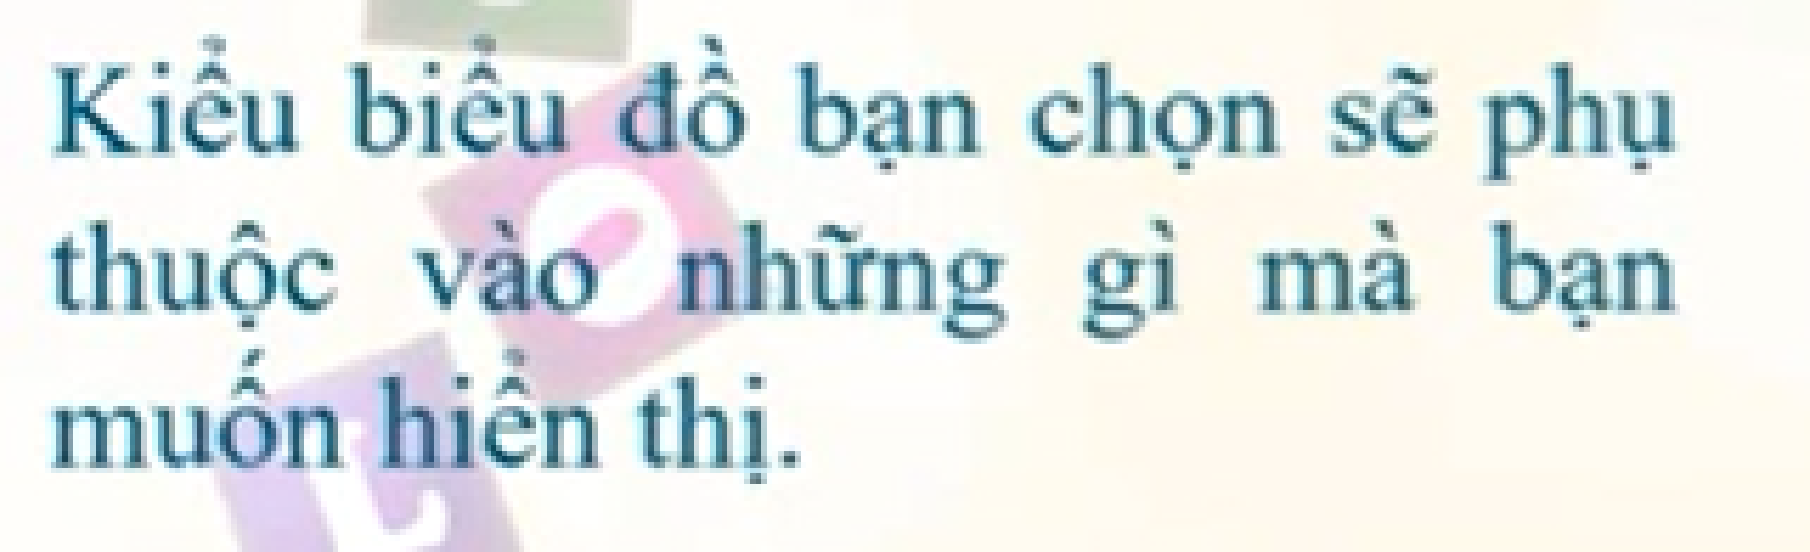 Kiểu biểu đồ bạn chọn sẽ phụ
thuộc vào những gì mà bạn
muốn hiển thị.